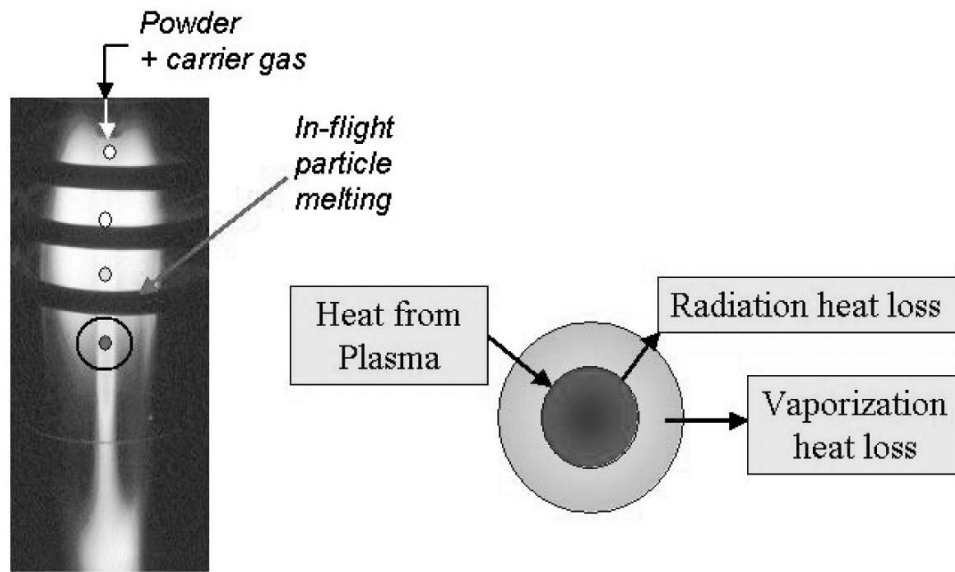 Powder
+ carrier gas
In-flight
particle
melting
Heat from
Plasma
Radiation heat loss
Vaporization
heat loss